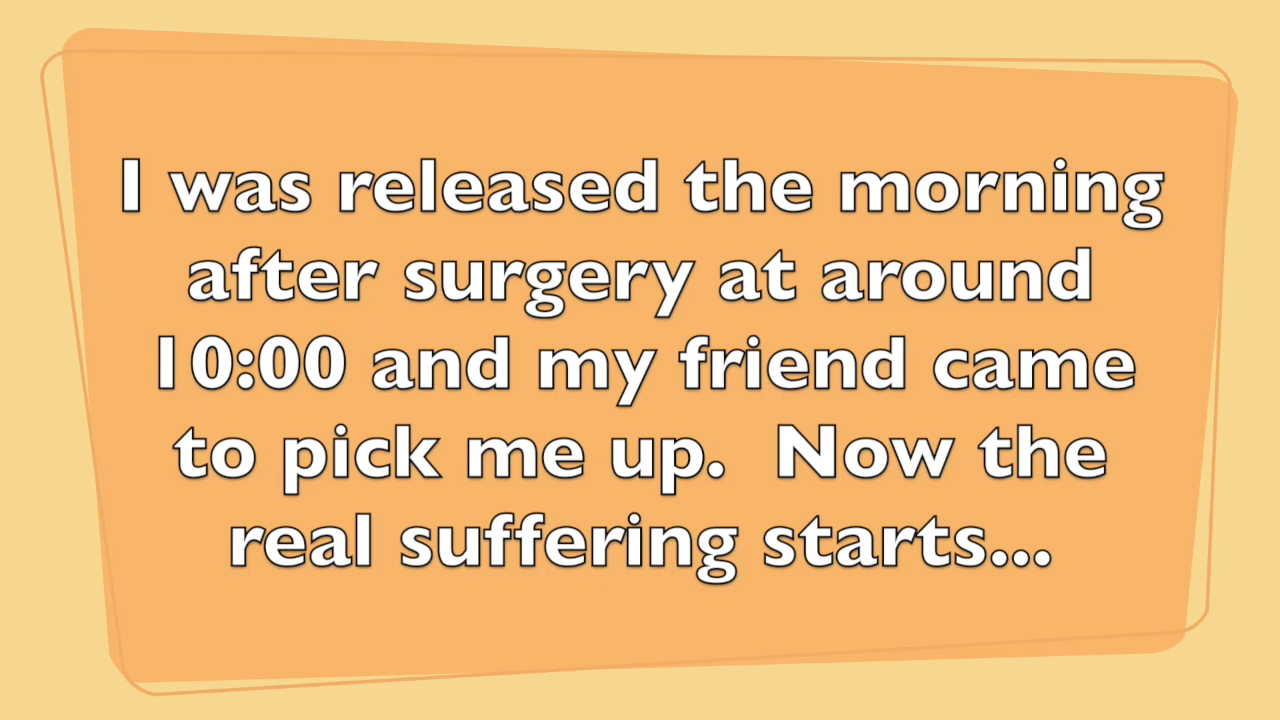 I was released the morning
after surgery at around
10:00 and my friend came
to pick me up.  Now the
real suffering starts...